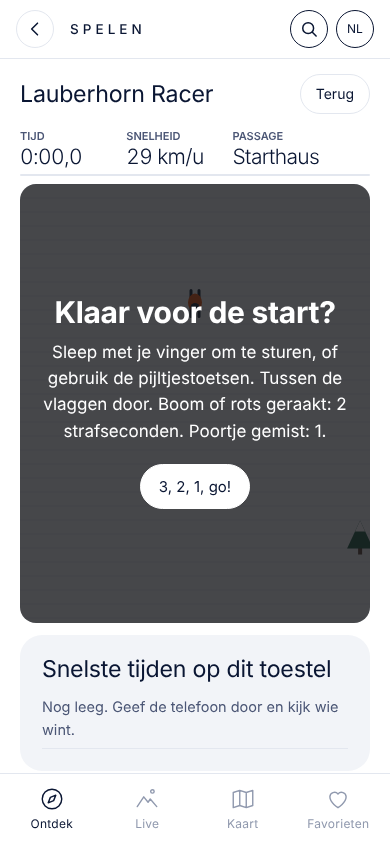 SPELEN
NL
Lauberhorn Racer
Terug
TIJD
SNELHEID
PASSAGE
0:00,0
29 km/u
Starthaus
Klaar voor de start?
Sleep met je vinger om te sturen, of
gebruik de pijltjestoetsen. Tussen de
vlaggen door. Boom of rots geraakt: 2
strafseconden. Poortje gemist: 1.
3, 2, 1, go!
Snelste tijden op dit toestel
Nog leeg. Geef de telefoon door en kijk wie
wint.
Ontdek
Live
Kaart
Favorieten